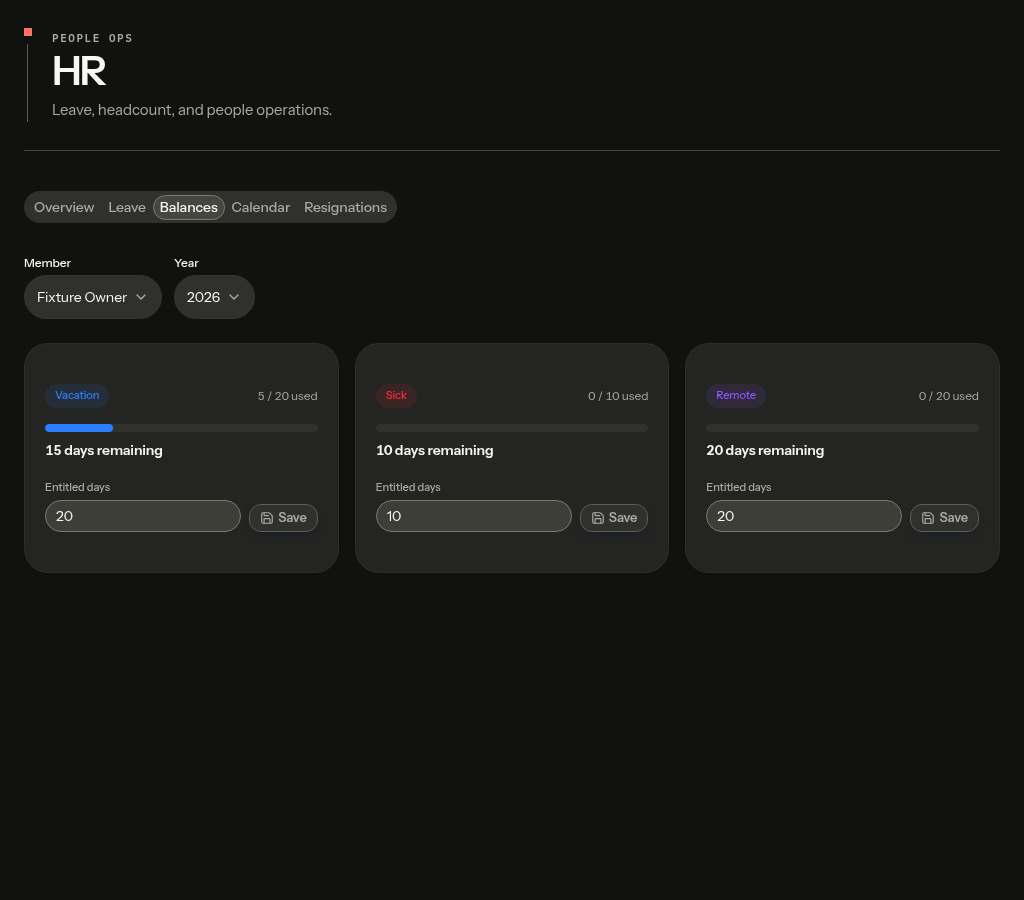 PEOPLE OPS
HR
Leave, headcount, and people operations.
Overview Leave Balances Calendar Resignations
Member Year
Fixture Owner 2026
Vacation 5 / 20 used Sick 0 / 10 used Remote 0 / 20 used
15 days remaining 10 days remaining 20 days remaining
Entitled days Entitled days Entitled days
20 Save 10 Save 20 Save